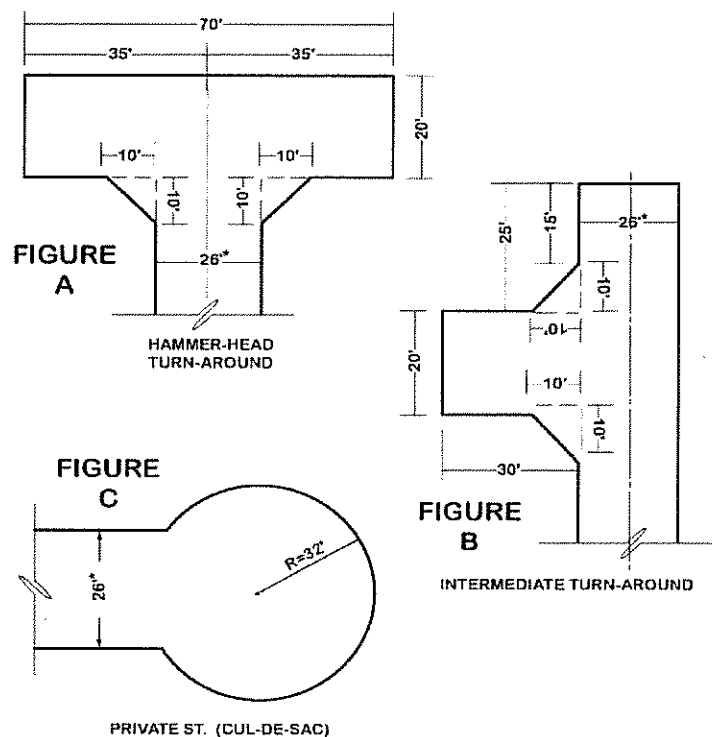 70'
35' 35'
20'
10' 10'
10' 10'
26'*
FIGURE
A
HAMMER-HEAD
TURN-AROUND
25'
15'
26'*
10'
10'
20'
10'
10'
30'
FIGURE
B
INTERMEDIATE TURN-AROUND
FIGURE
C
26'*
R=32'
PRIVATE ST. (CUL-DE-SAC)